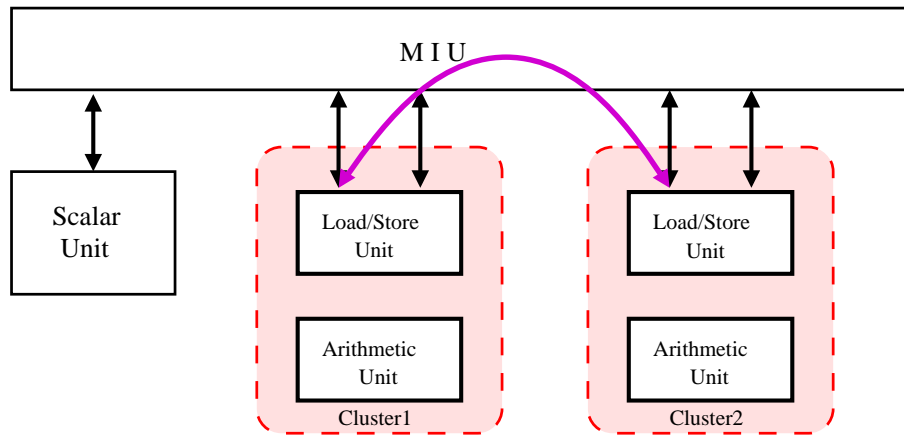 M I U
Scalar
Unit
Load/Store
Unit
Arithmetic
Unit
Cluster1
Load/Store
Unit
Arithmetic
Unit
Cluster2